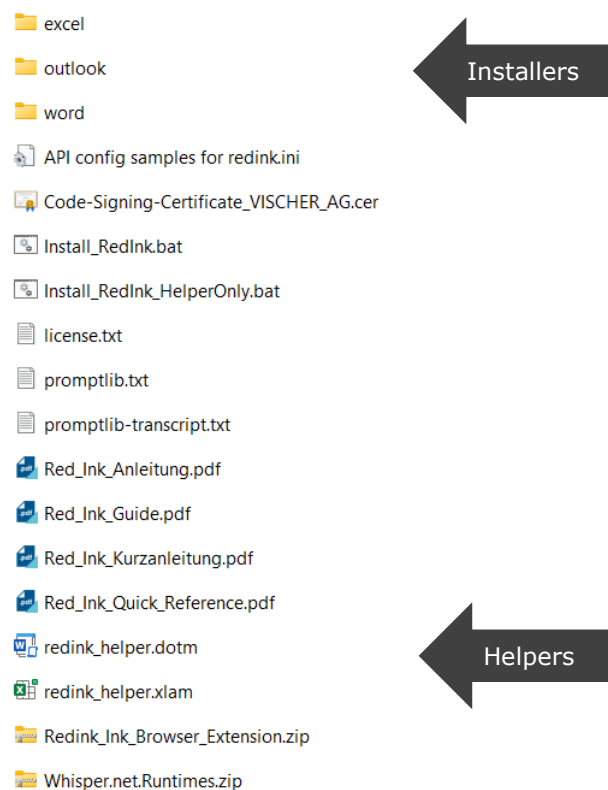 excel
outlook
Installers
word
API config samples for redink.ini
Code-Signing-Certificate_VISCHER_AG.cer
Install_RedInk.bat
Install_RedInk_HelperOnly.bat
license.txt
promptlib.txt
promptlib-transcript.txt
Red_Ink_Anleitung.pdf
Red_Ink_Guide.pdf
Red_Ink_Kurzanleitung.pdf
Red_Ink_Quick_Reference.pdf
redink_helper.dotm
Helpers
redink_helper.xlam
Redink_Ink_Browser_Extension.zip
Whisper.net.Runtimes.zip